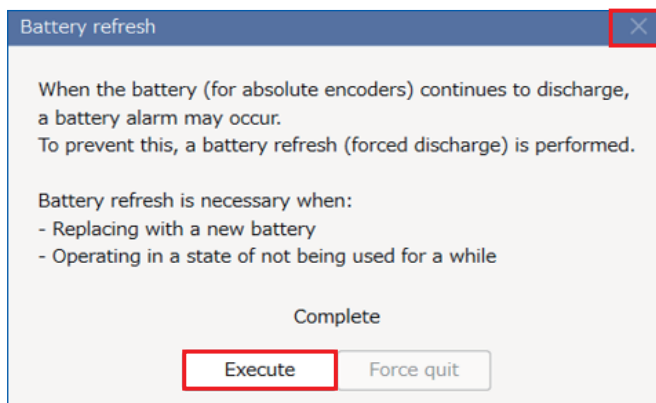 Battery refresh
When the battery (for absolute encoders) continues to discharge,
a battery alarm may occur.
To prevent this, a battery refresh (forced discharge) is performed.
Battery refresh is necessary when:
- Replacing with a new battery
- Operating in a state of not being used for a while
Complete
Execute Force quit